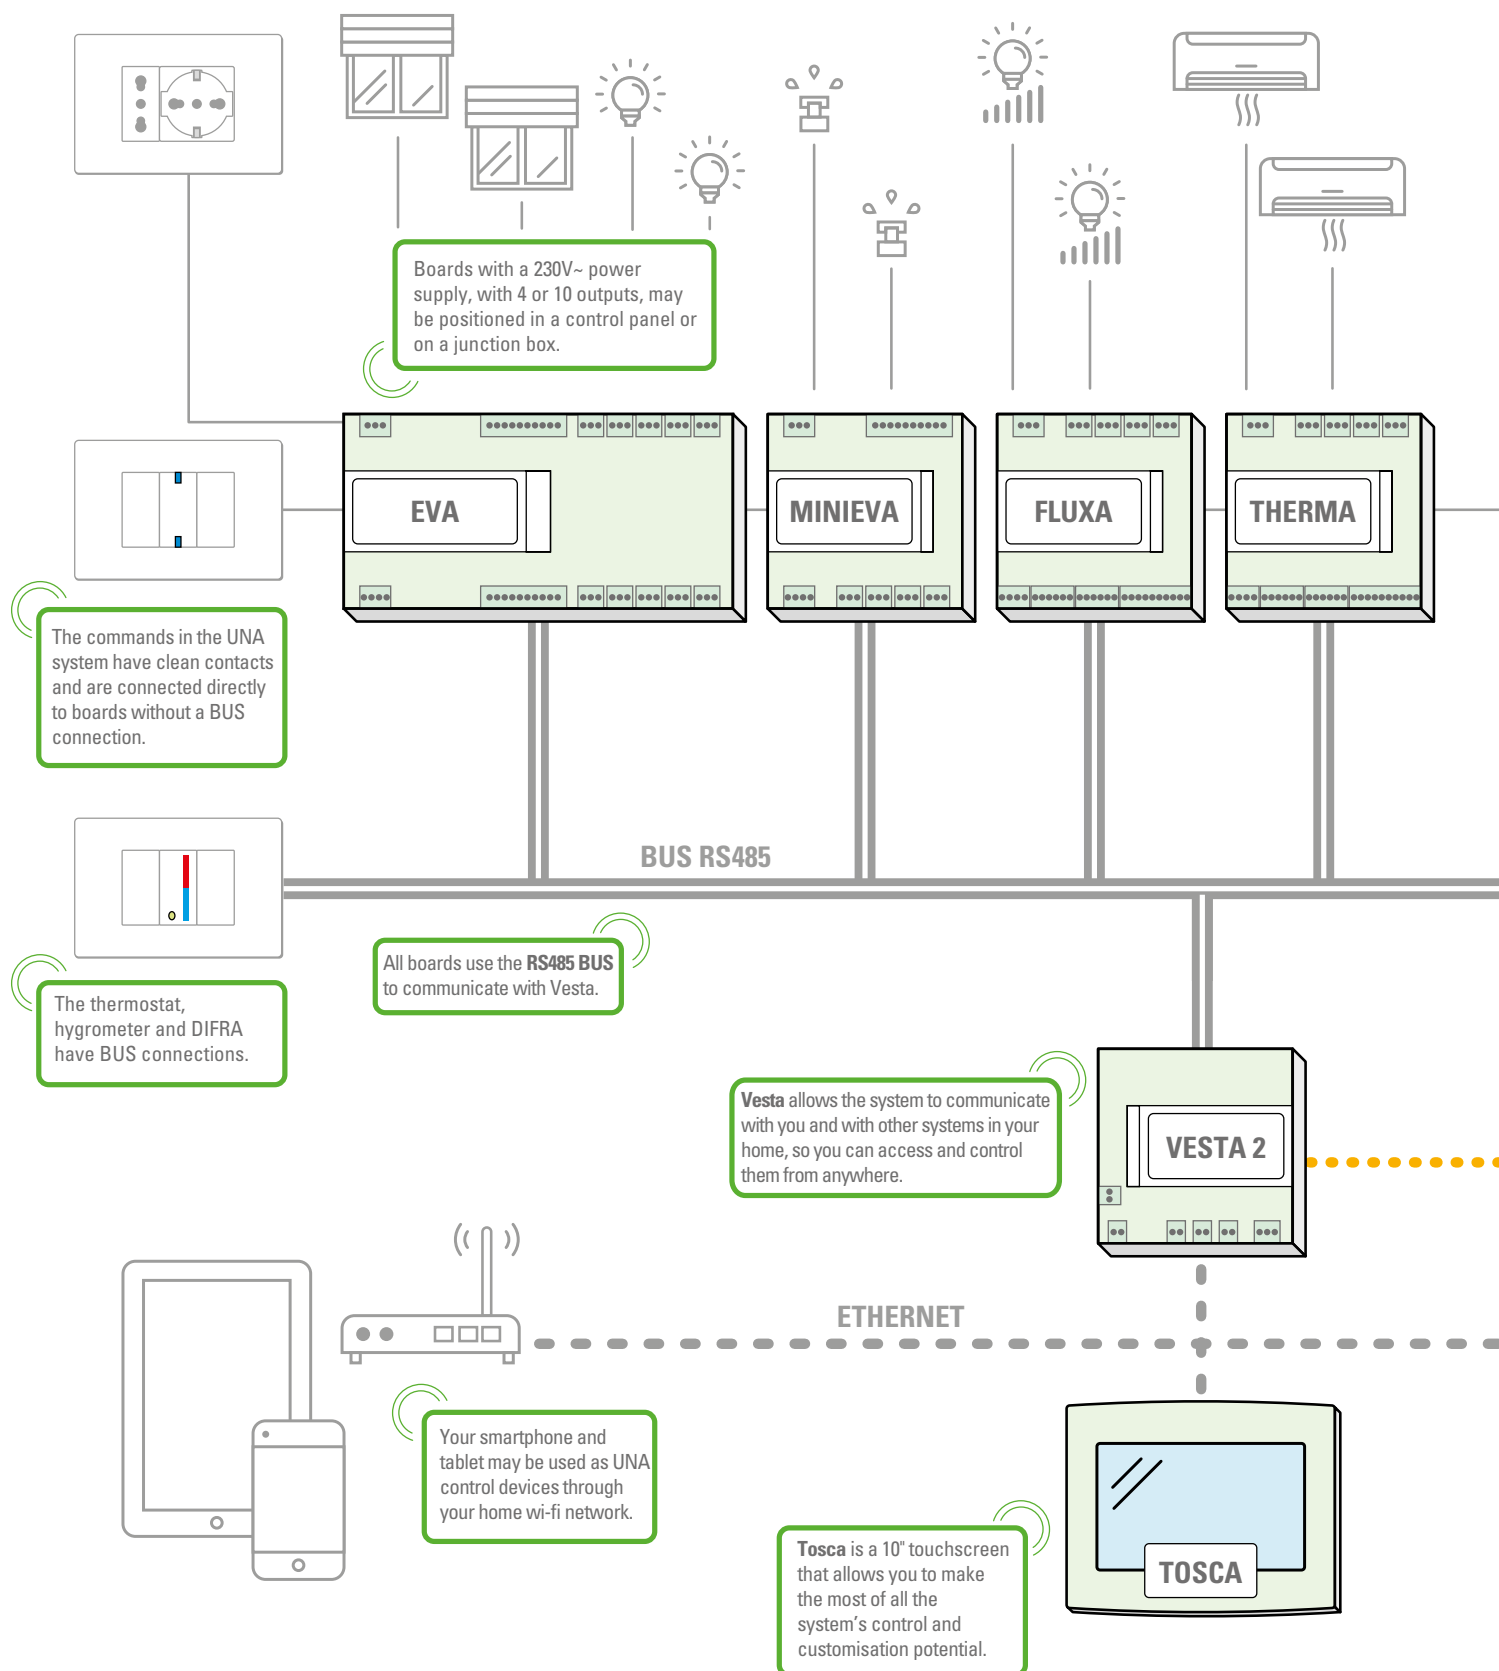 Boards with a 230V~ power
supply, with 4 or 10 outputs, may
be positioned in a control panel or
on a junction box.
EVA
MINIEVA
FLUXA
THERMA
The commands in the UNA
system have clean contacts
and are connected directly
to boards without a BUS
connection.
BUS RS485
All boards use the RS485 BUS
to communicate with Vesta.
The thermostat,
hygrometer and DIFRA
have BUS connections.
Vesta allows the system to communicate
with you and with other systems in your
home, so you can access and control
them from anywhere.
VESTA 2
ETHERNET
Your smartphone and
tablet may be used as UNA
control devices through
your home wi-fi network.
Tosca is a 10" touchscreen
that allows you to make
the most of all the
system's control and
customisation potential.
TOSCA